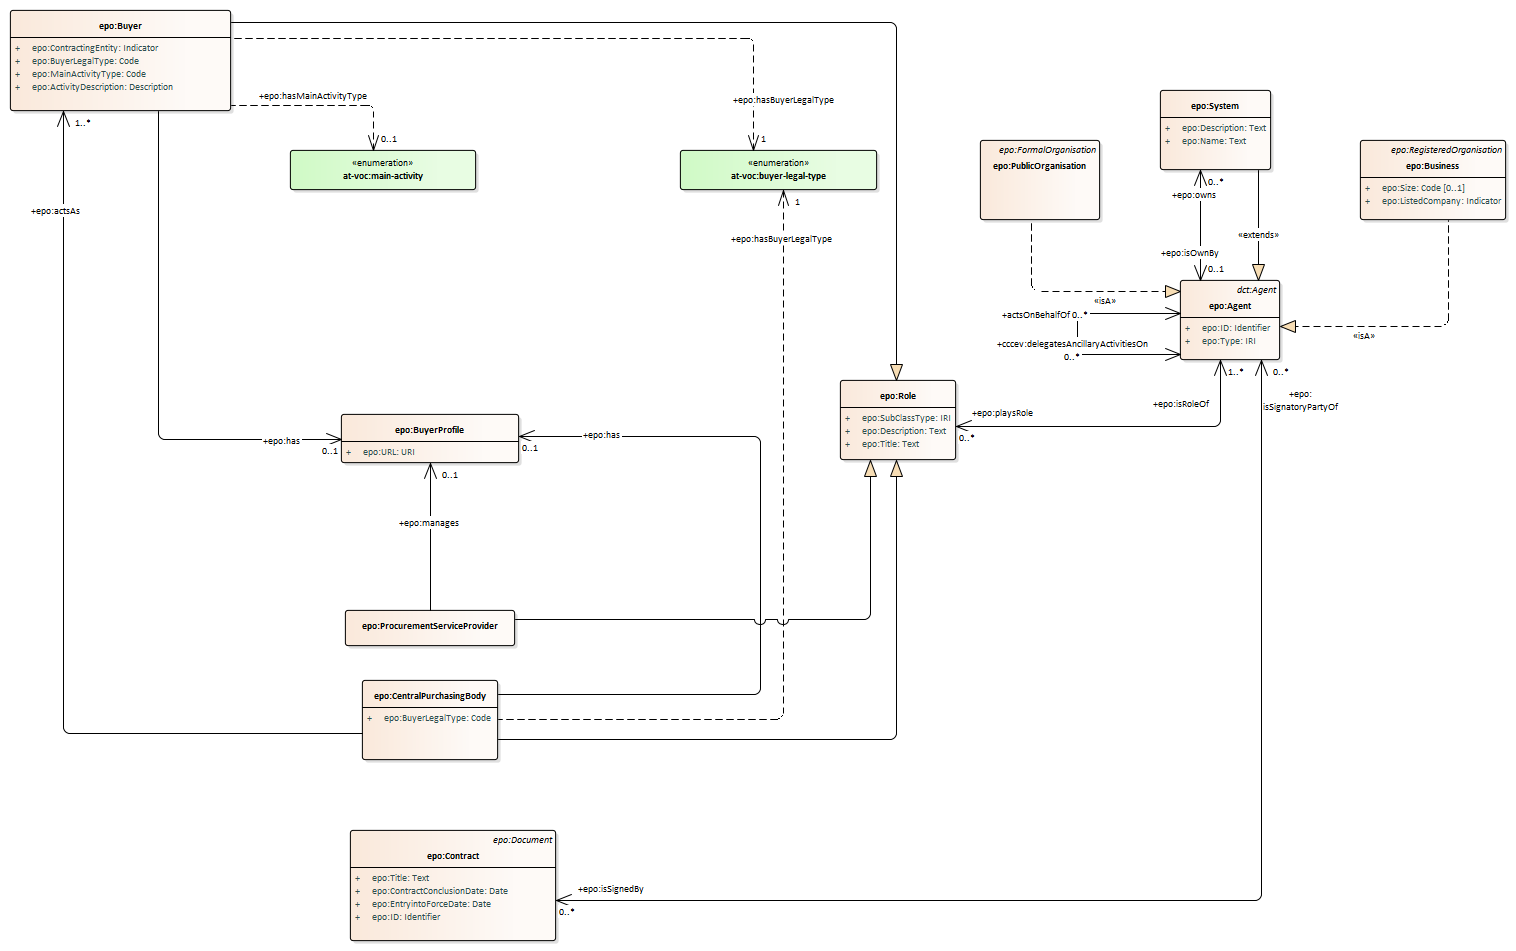 epo:Buyer
+ epo:ContractingEntity: Indicator
+ epo:BuyerLegalType: Code
+ epo:MainActivityType: Code
+ epo:ActivityDescription: Description
1..*
+epo:hasMainActivityType
0..1
«enumeration»
at-voc:main-activity
+epo:hasBuyerLegalType
1
«enumeration»
at-voc:buyer-legal-type
1
+epo:hasBuyerLegalType
+epo:actsAs
epo:System
+ epo:Description: Text
+ epo:Name: Text
epo:FormalOrganisation
epo:PublicOrganisation
epo:RegisteredOrganisation
epo:Business
+ epo:Size: Code [0..1]
+ epo:ListedCompany: Indicator
0..*
+epo:owns
«extends»
+epo:isOwnBy
0..1
dct:Agent
epo:Agent
+ epo:ID: Identifier
+ epo:Type: IRI
«isA»
«isA»
+actsOnBehalfOf 0..*
+cccev:delegatesAncillaryActivitiesOn
0..*
1..*
0..*
+epo:
isSignatoryPartyOf
+epo:isRoleOf
+epo:playsRole
0..*
epo:Role
+ epo:SubClassType: IRI
+ epo:Description: Text
+ epo:Title: Text
epo:BuyerProfile
+ epo:URL: URI
+epo:has
0..1
+epo:has
0..1
0..1
+epo:manages
epo:ProcurementServiceProvider
epo:CentralPurchasingBody
+ epo:BuyerLegalType: Code
epo:Document
epo:Contract
+ epo:Title: Text
+ epo:ContractConclusionDate: Date
+ epo:EntryintoForceDate: Date
+ epo:ID: Identifier
+epo:isSignedBy
0..*